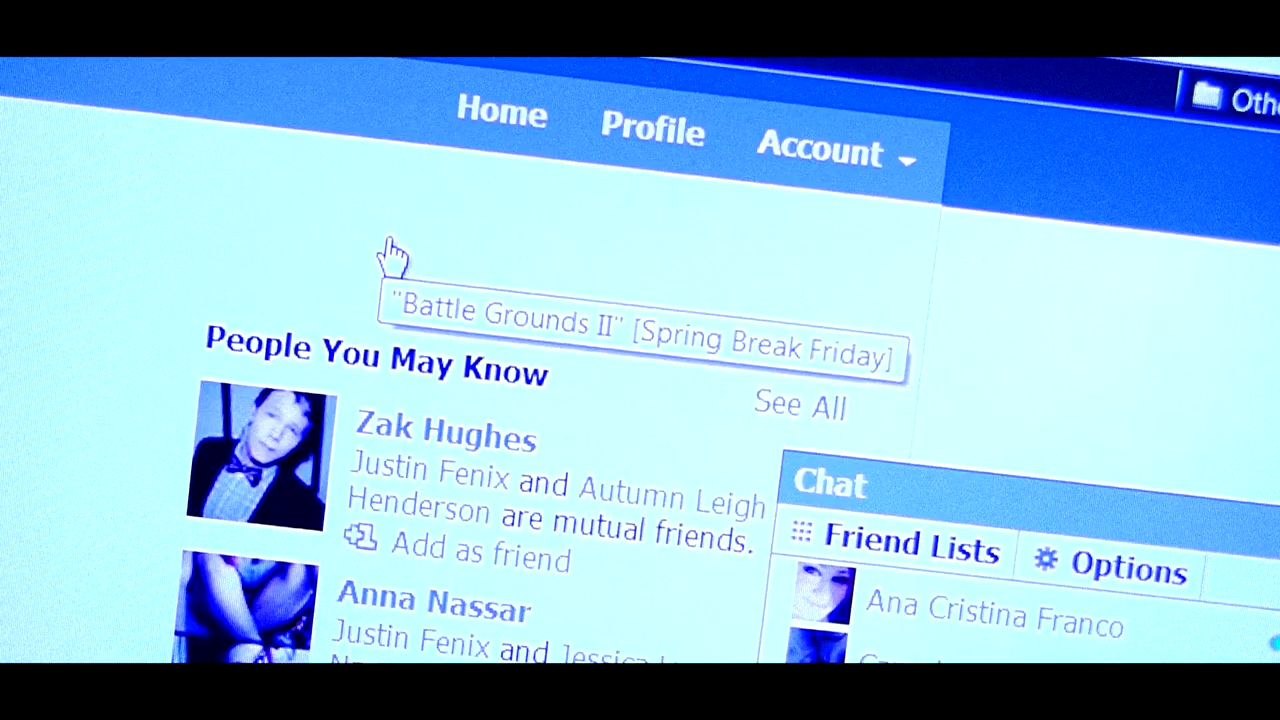 Home Profile Account
"Battle Grounds II" [Spring Break Friday]
People You May Know
See All
Zak Hughes
Justin Fenix and Autumn Leigh
Henderson are mutual friends.
Add as friend
Anna Nassar
Justin Fenix and
Chat
Friend Lists Options
Ana Cristina Franco